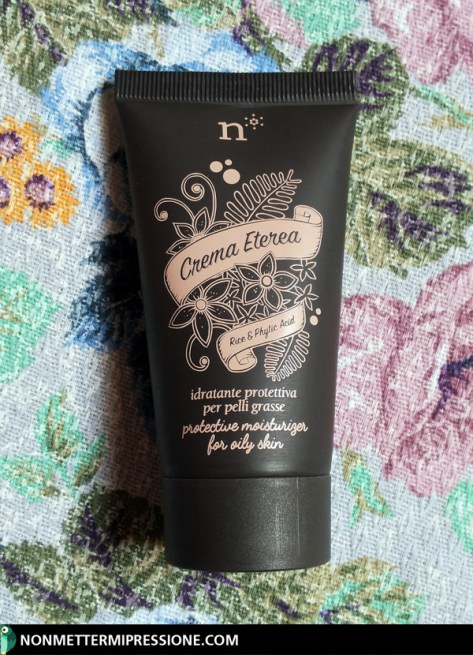 n
Crema Eterea
Rice & Phytic Acid
idratante protettiva
per pelli grasse
protective moisturizer
for oily skin
NONMETTERMIPRESSIONE.COM